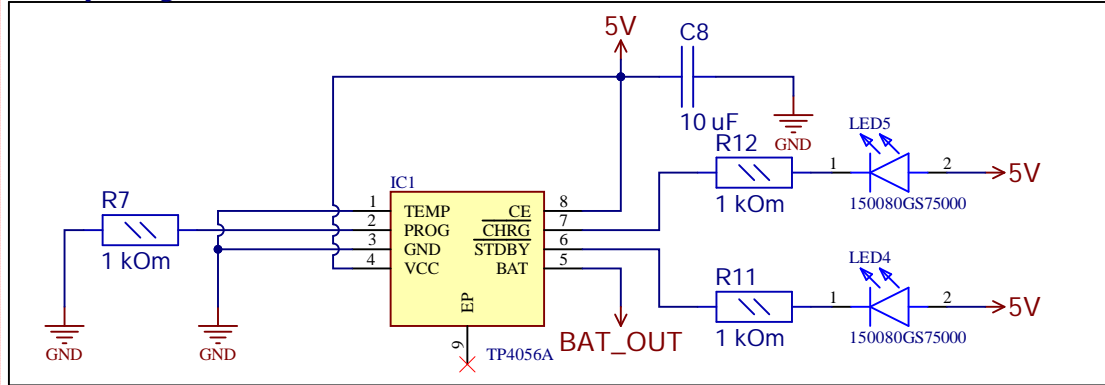 5V
C8
10 uF
GND
R12
1 kOm
LED5
1
2
5V
150080GS75000
IC1
R7
1 kOm
GND
GND
1
TEMP
CE
8
2
PROG
CHRG
7
3
GND
STDBY
6
4
VCC
BAT
5
EP
9
TP4056A
BAT_OUT
R11
1 kOm
LED4
1
2
5V
150080GS75000